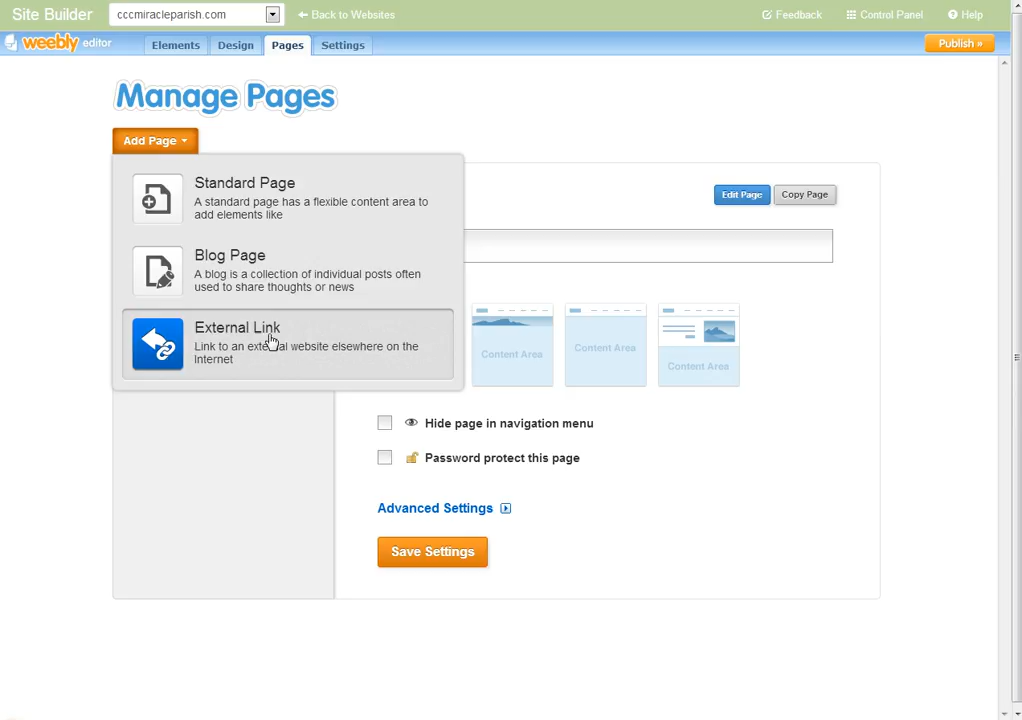 Site Builder
cccmiracleparish.com
Back to Websites
Feedback
Control Panel
Help
weebly editor
Elements
Design
Pages
Settings
Publish »
Manage Pages
Add Page
Standard Page
A standard page has a flexible content area to
add elements like
Edit Page
Copy Page
Blog Page
A blog is a collection of individual posts often
used to share thoughts or news
External Link
Link to an external website elsewhere on the
Internet
Content Area
Content Area
Content Area
Hide page in navigation menu
Password protect this page
Advanced Settings
Save Settings